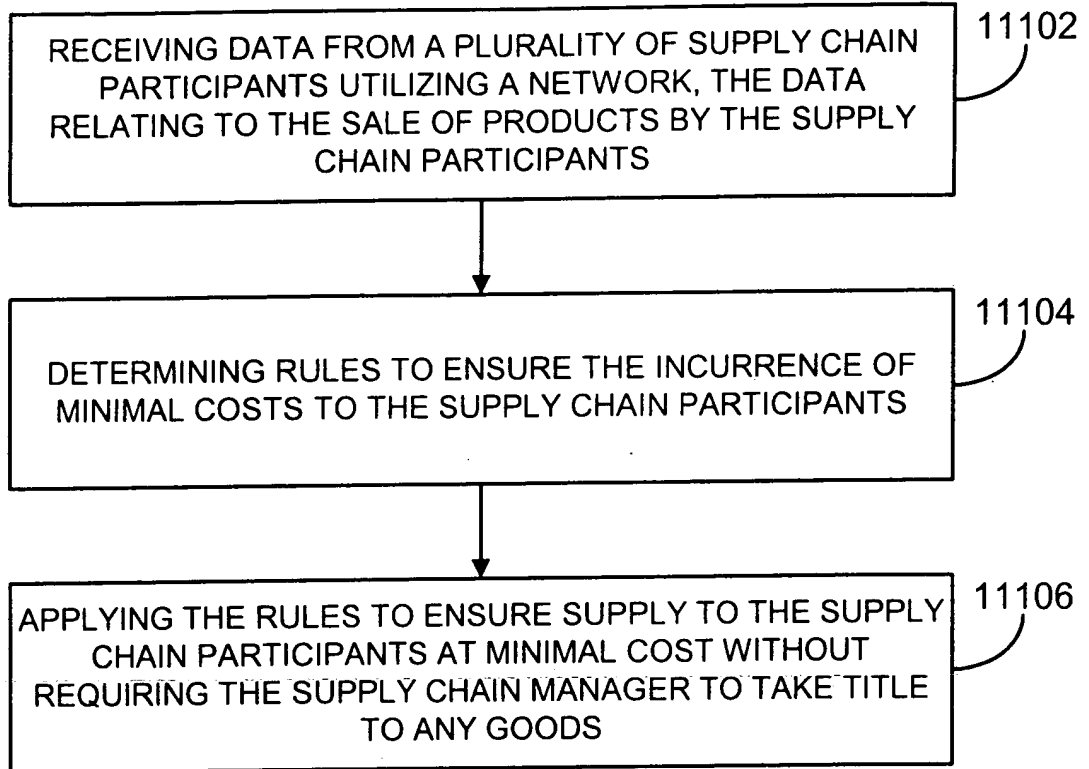 RECEIVING DATA FROM A PLURALITY OF SUPPLY CHAIN
PARTICIPANTS UTILIZING A NETWORK, THE DATA
RELATING TO THE SALE OF PRODUCTS BY THE SUPPLY
CHAIN PARTICIPANTS
11102
DETERMINING RULES TO ENSURE THE INCURRENCE OF
MINIMAL COSTS TO THE SUPPLY CHAIN PARTICIPANTS
11104
APPLYING THE RULES TO ENSURE SUPPLY TO THE SUPPLY
CHAIN PARTICIPANTS AT MINIMAL COST WITHOUT
REQUIRING THE SUPPLY CHAIN MANAGER TO TAKE TITLE
TO ANY GOODS
11106